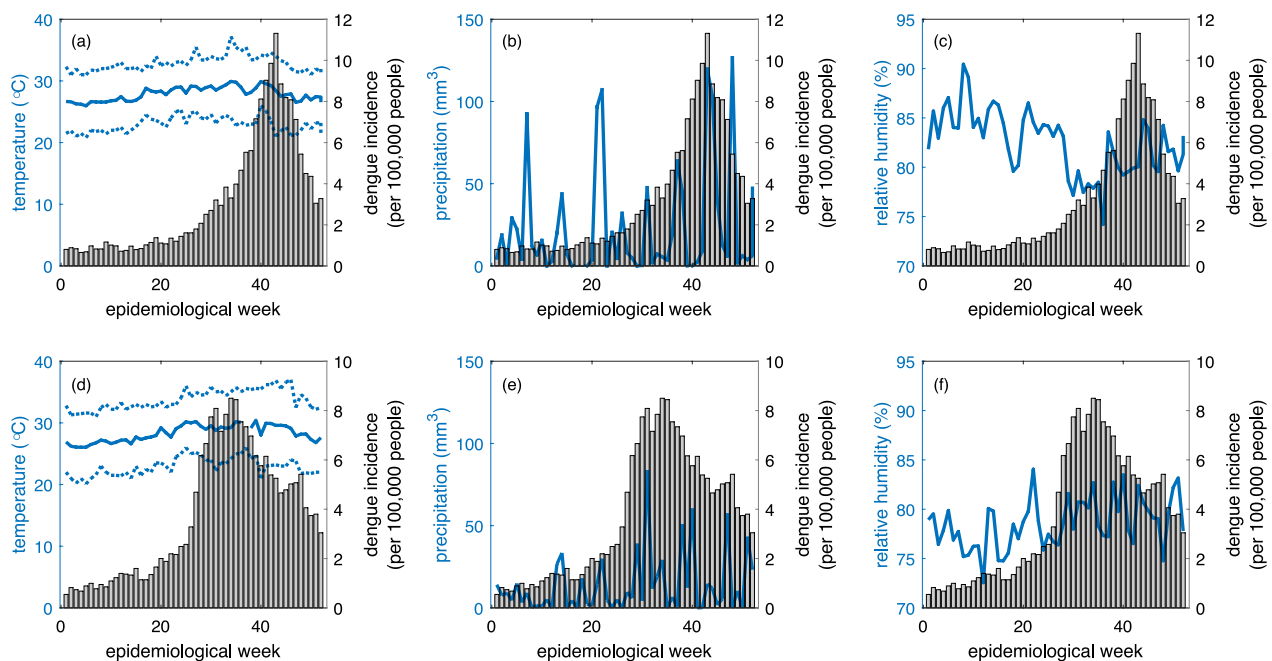 (a)
40
30
20
10
0
temperature (°C)
12
10
8
6
4
2
0
dengue incidence
(per 100,000 people)
0
20
40
epidemiological week
(b)
150
100
50
0
precipitation (mm³)
12
10
8
6
4
2
0
dengue incidence
(per 100,000 people)
0
20
40
epidemiological week
(c)
95
90
85
80
75
70
relative humidity (%)
12
10
8
6
4
2
0
dengue incidence
(per 100,000 people)
0
20
40
epidemiological week
(d)
40
30
20
10
0
temperature (°C)
10
8
6
4
2
0
dengue incidence
(per 100,000 people)
0
20
40
epidemiological week
(e)
150
100
50
0
precipitation (mm³)
10
8
6
4
2
0
dengue incidence
(per 100,000 people)
0
20
40
epidemiological week
(f)
95
90
85
80
75
70
relative humidity (%)
10
8
6
4
2
0
dengue incidence
(per 100,000 people)
0
20
40
epidemiological week